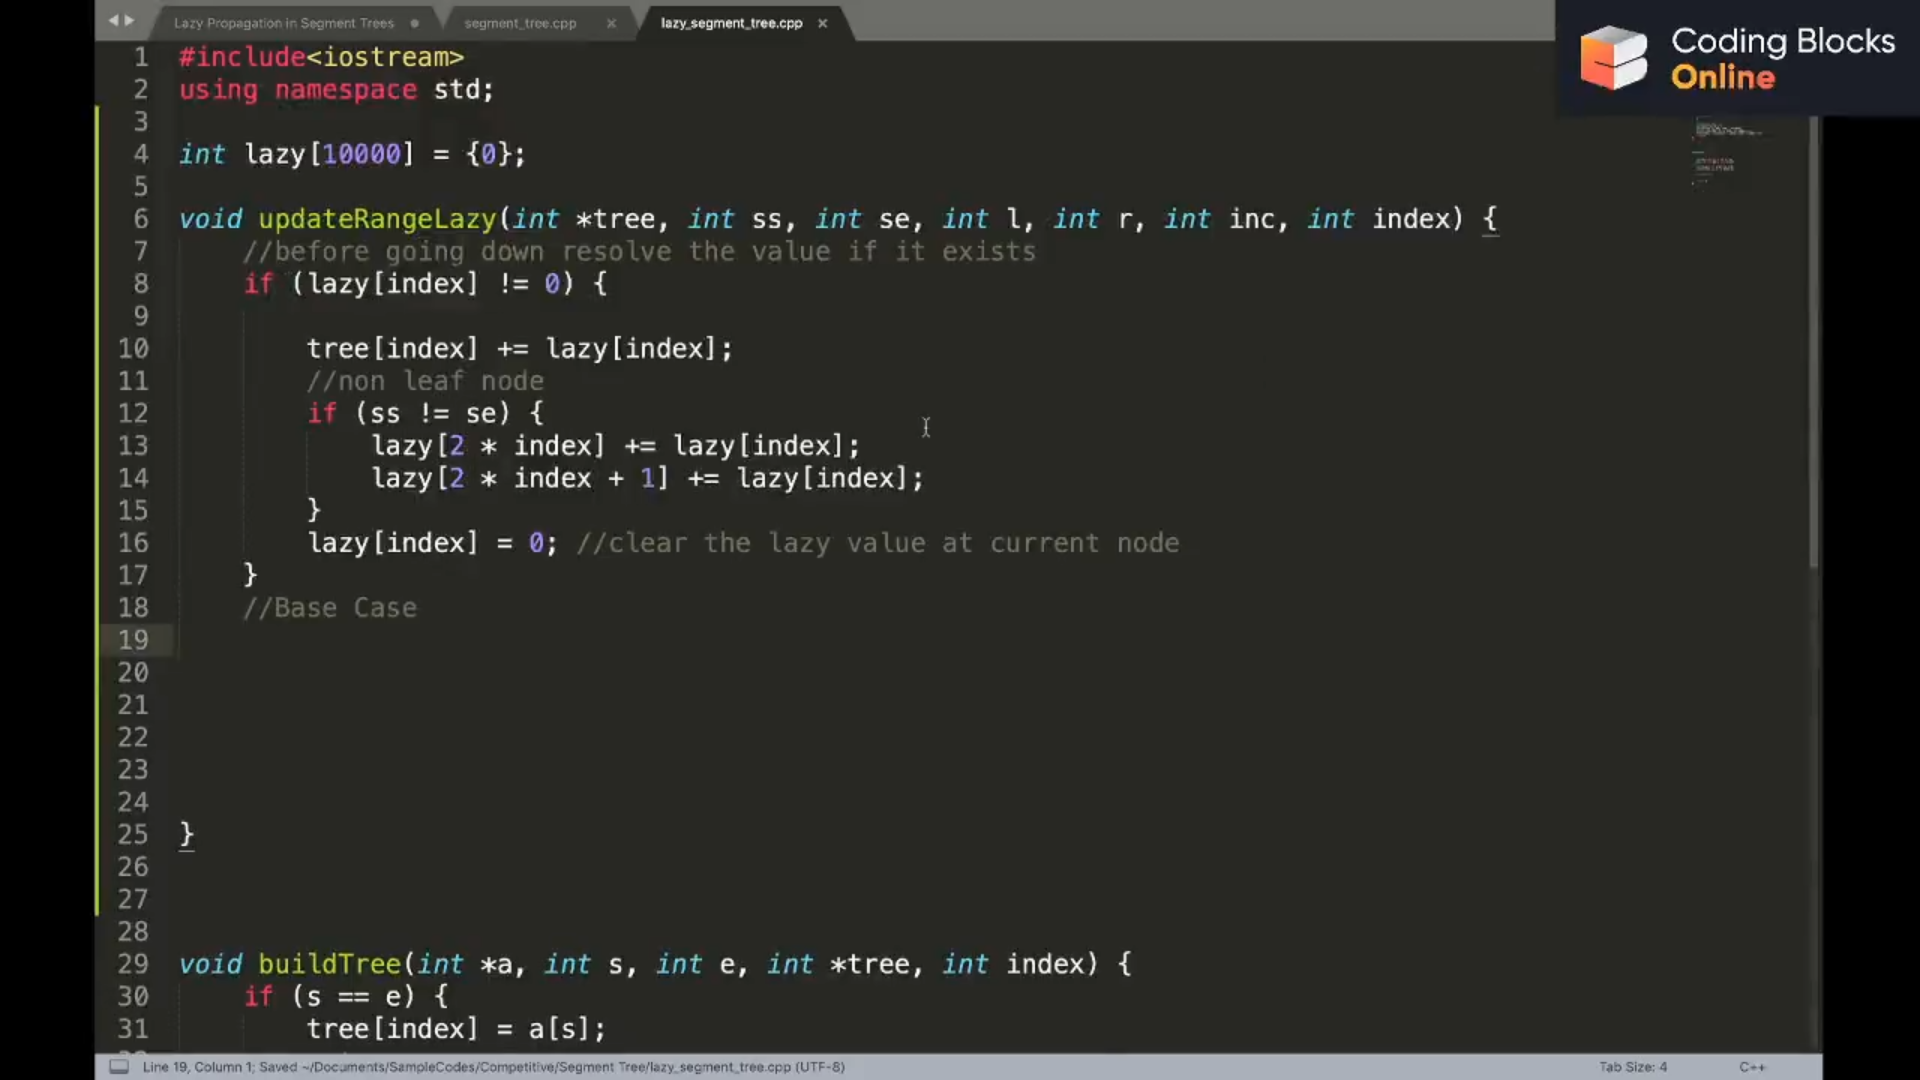 Lazy Propagation in Segment Trees
segment_tree.cpp
lazy_segment_tree.cpp
Coding Blocks
Online
1 #include<iostream>
2 using namespace std;
3
4 int lazy[10000] = {0};
5
6 void updateRangeLazy(int *tree, int ss, int se, int l, int r, int inc, int index) {
7 //before going down resolve the value if it exists
8 if (lazy[index] != 0) {
9
10 tree[index] += lazy[index];
11 //non leaf node
12 if (ss != se) {
13 lazy[2 * index] += lazy[index];
14 lazy[2 * index + 1] += lazy[index];
15 }
16 lazy[index] = 0; //clear the lazy value at current node
17 }
18 //Base Case
19
20
21
22
23
24
25 }
26
27
28
29 void buildTree(int *a, int s, int e, int *tree, int index) {
30 if (s == e) {
31 tree[index] = a[s];
Line 19, Column 1; Saved ~/Documents/SampleCodes/Competitive/Segment Tree/lazy_segment_tree.cpp (UTF-8)
Tab Size: 4
C++